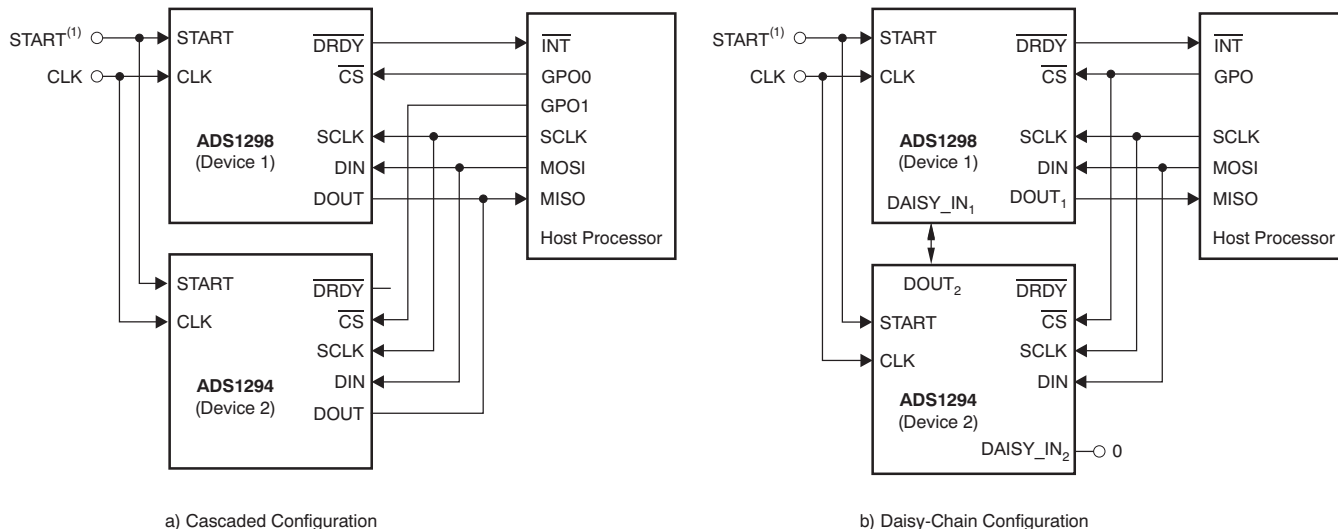 START(1)
CLK
START
CLK
ADS1298
(Device 1)
DRDY
CS
SCLK
DIN
DOUT
INT
GPO0
GPO1
SCLK
MOSI
MISO
Host Processor
START
CLK
ADS1294
(Device 2)
DRDY
CS
SCLK
DIN
DOUT
a) Cascaded Configuration
START(1)
CLK
START
CLK
ADS1298
(Device 1)
DRDY
CS
SCLK
DIN
DOUT1
DAISY_IN1
INT
GPO
SCLK
MOSI
MISO
Host Processor
DOUT2
START
CLK
ADS1294
(Device 2)
DRDY
CS
SCLK
DIN
DAISY_IN2
0
b) Daisy-Chain Configuration